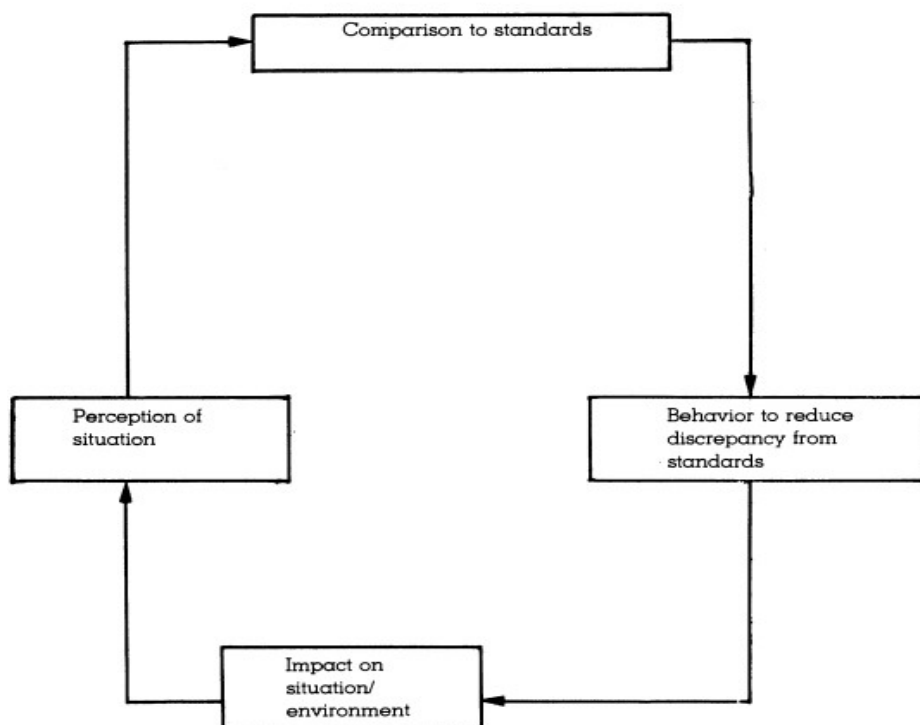 Comparison to standards
Perception of
situation
Behavior to reduce
discrepancy from
standards
Impact on
situation/
environment